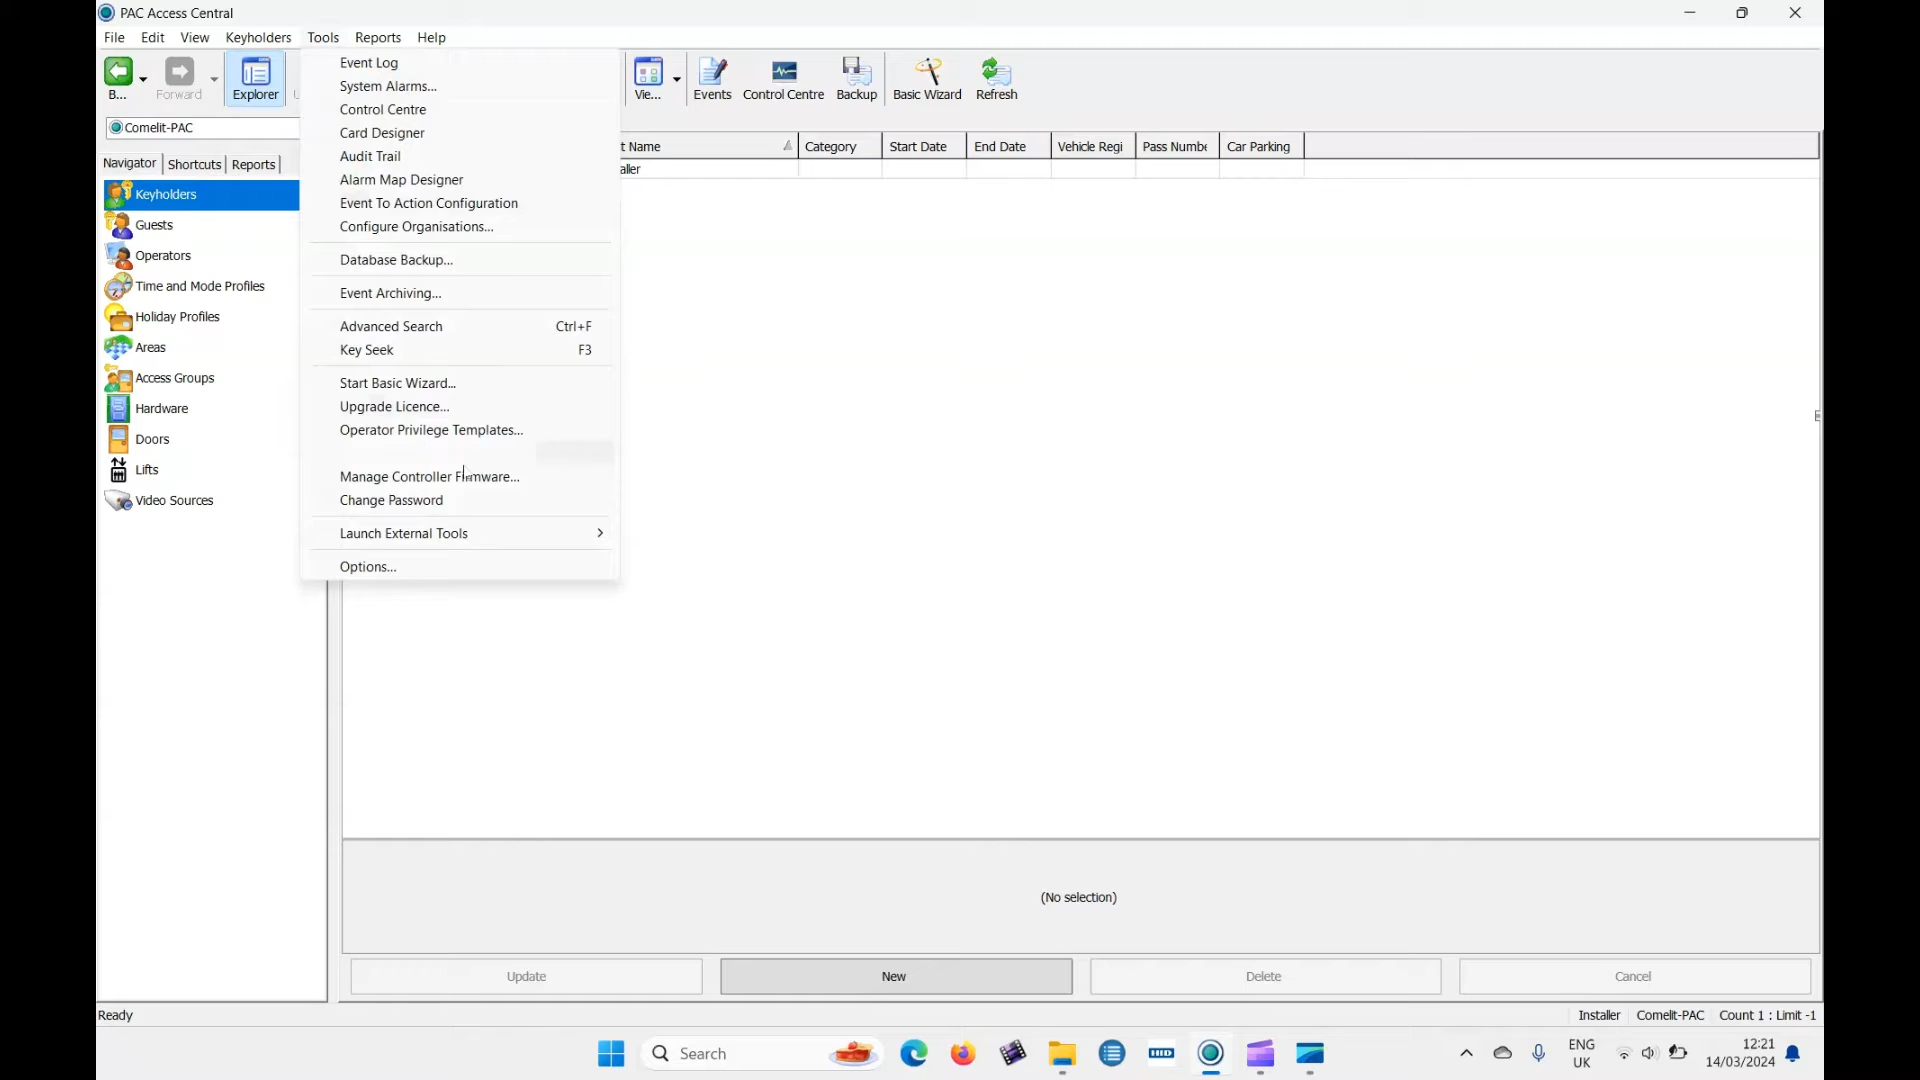 PAC Access Central
File Edit View Keyholders Tools Reports Help
B... Forward Explorer Vie... Events Control Centre Backup Basic Wizard Refresh
Comelit-PAC
Navigator Shortcuts Reports
Keyholders
Guests
Operators
Time and Mode Profiles
Holiday Profiles
Areas
Access Groups
Hardware
Doors
Lifts
Video Sources
Event Log
System Alarms...
Control Centre
Card Designer
Audit Trail
Alarm Map Designer
Event To Action Configuration
Configure Organisations...
Database Backup...
Event Archiving...
Advanced Search Ctrl+F
Key Seek F3
Start Basic Wizard...
Upgrade Licence...
Operator Privilege Templates...
Manage Controller Firmware...
Change Password
Launch External Tools
Options...
t Name Category Start Date End Date Vehicle Regi Pass Numbe Car Parking
aller
(No selection)
Update New Delete Cancel
Ready Installer Comelit-PAC Count 1 : Limit -1
Search HID ENG UK 12:21 14/03/2024